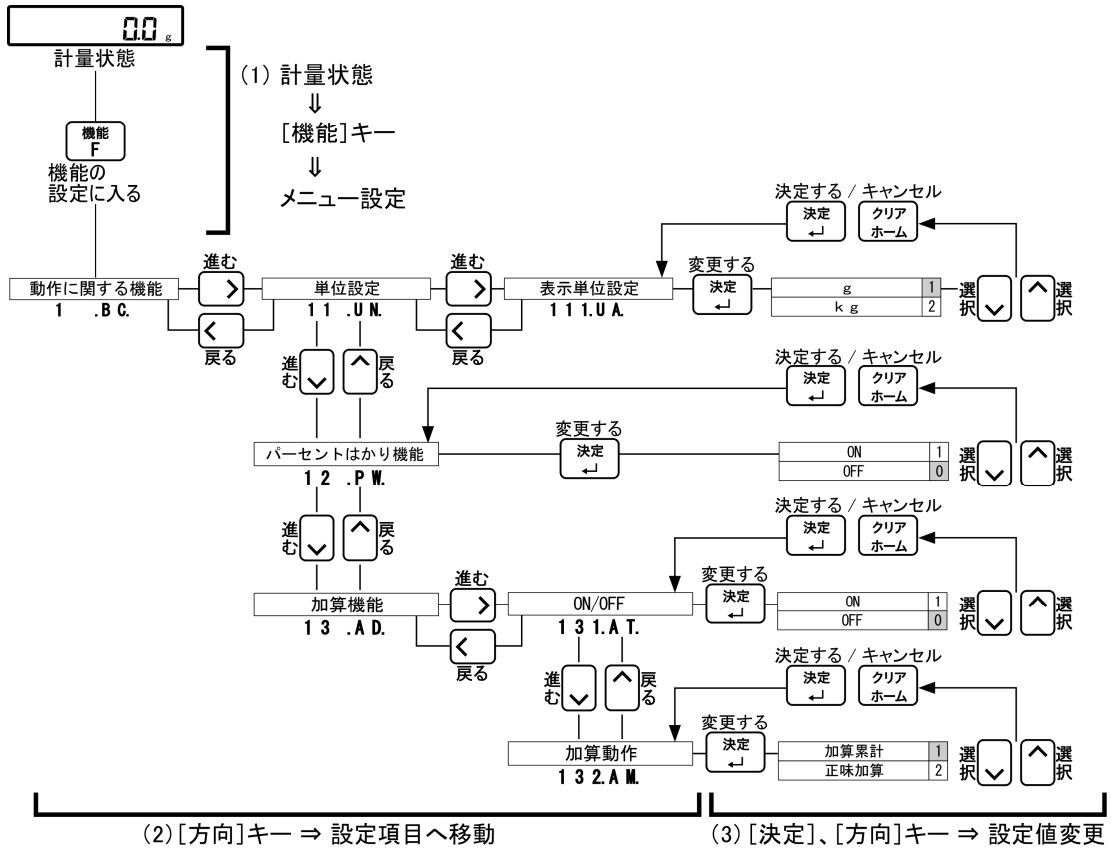 0.0 g
計量状態
機能
F
機能の
設定に入る
(1) 計量状態
⇓
[機能]キー
⇓
メニュー設定
決定する / キャンセル
決定
クリア
ホーム
動作に関する機能
1 .BC.
進む
戻る
単位設定
11 .UN.
進む
戻る
表示単位設定
111.UA.
変更する
決定
g 1
kg 2
選択
選択
進む
戻る
決定する / キャンセル
決定
クリア
ホーム
パーセントはかり機能
12 .PW.
変更する
決定
ON 1
OFF 0
選択
選択
進む
戻る
決定する / キャンセル
決定
クリア
ホーム
加算機能
13 .AD.
進む
戻る
ON/OFF
131.AT.
変更する
決定
ON 1
OFF 0
選択
選択
進む
戻る
決定する / キャンセル
決定
クリア
ホーム
加算動作
132.AM.
変更する
決定
加算累計 1
正味加算 2
選択
選択
(2)[方向]キー ⇒ 設定項目へ移動
(3)[決定]、[方向]キー ⇒ 設定値変更